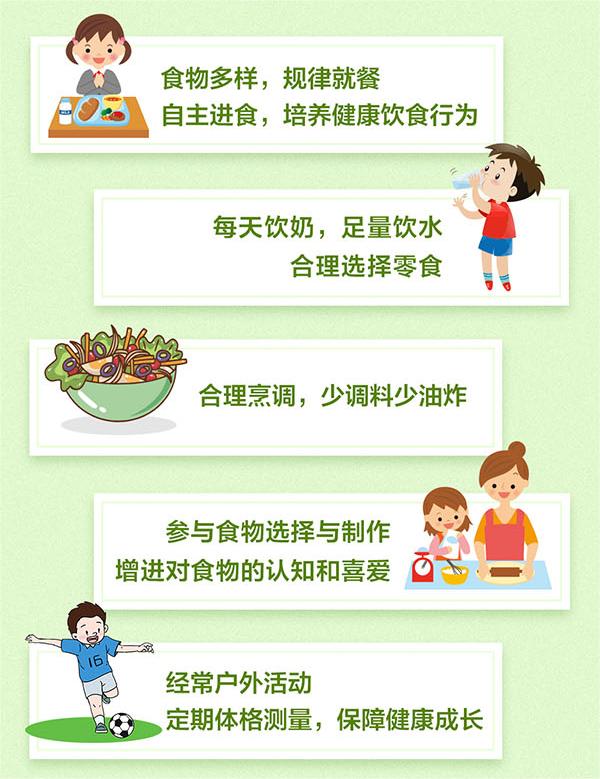 食物多样，规律就餐
自主进食，培养健康饮食行为
每天饮奶，足量饮水
合理选择零食
合理烹调，少调料少油炸
参与食物选择与制作
增进对食物的认知和喜爱
16
经常户外活动
定期体格测量，保障健康成长